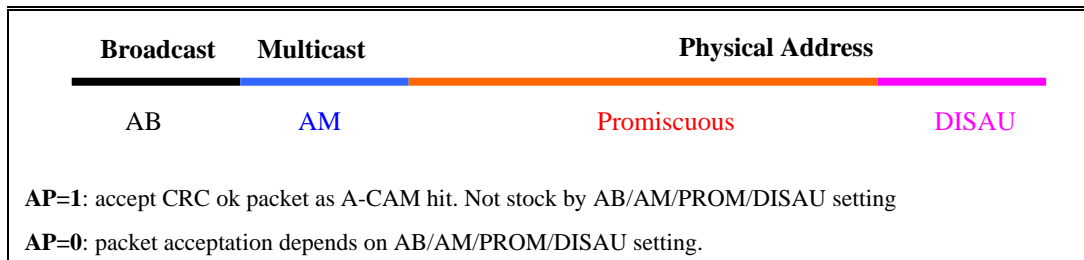 Broadcast Multicast Physical Address
AB AM Promiscuous DISAU
AP=1: accept CRC ok packet as A-CAM hit. Not stock by AB/AM/PROM/DISAU setting
AP=0: packet acceptation depends on AB/AM/PROM/DISAU setting.